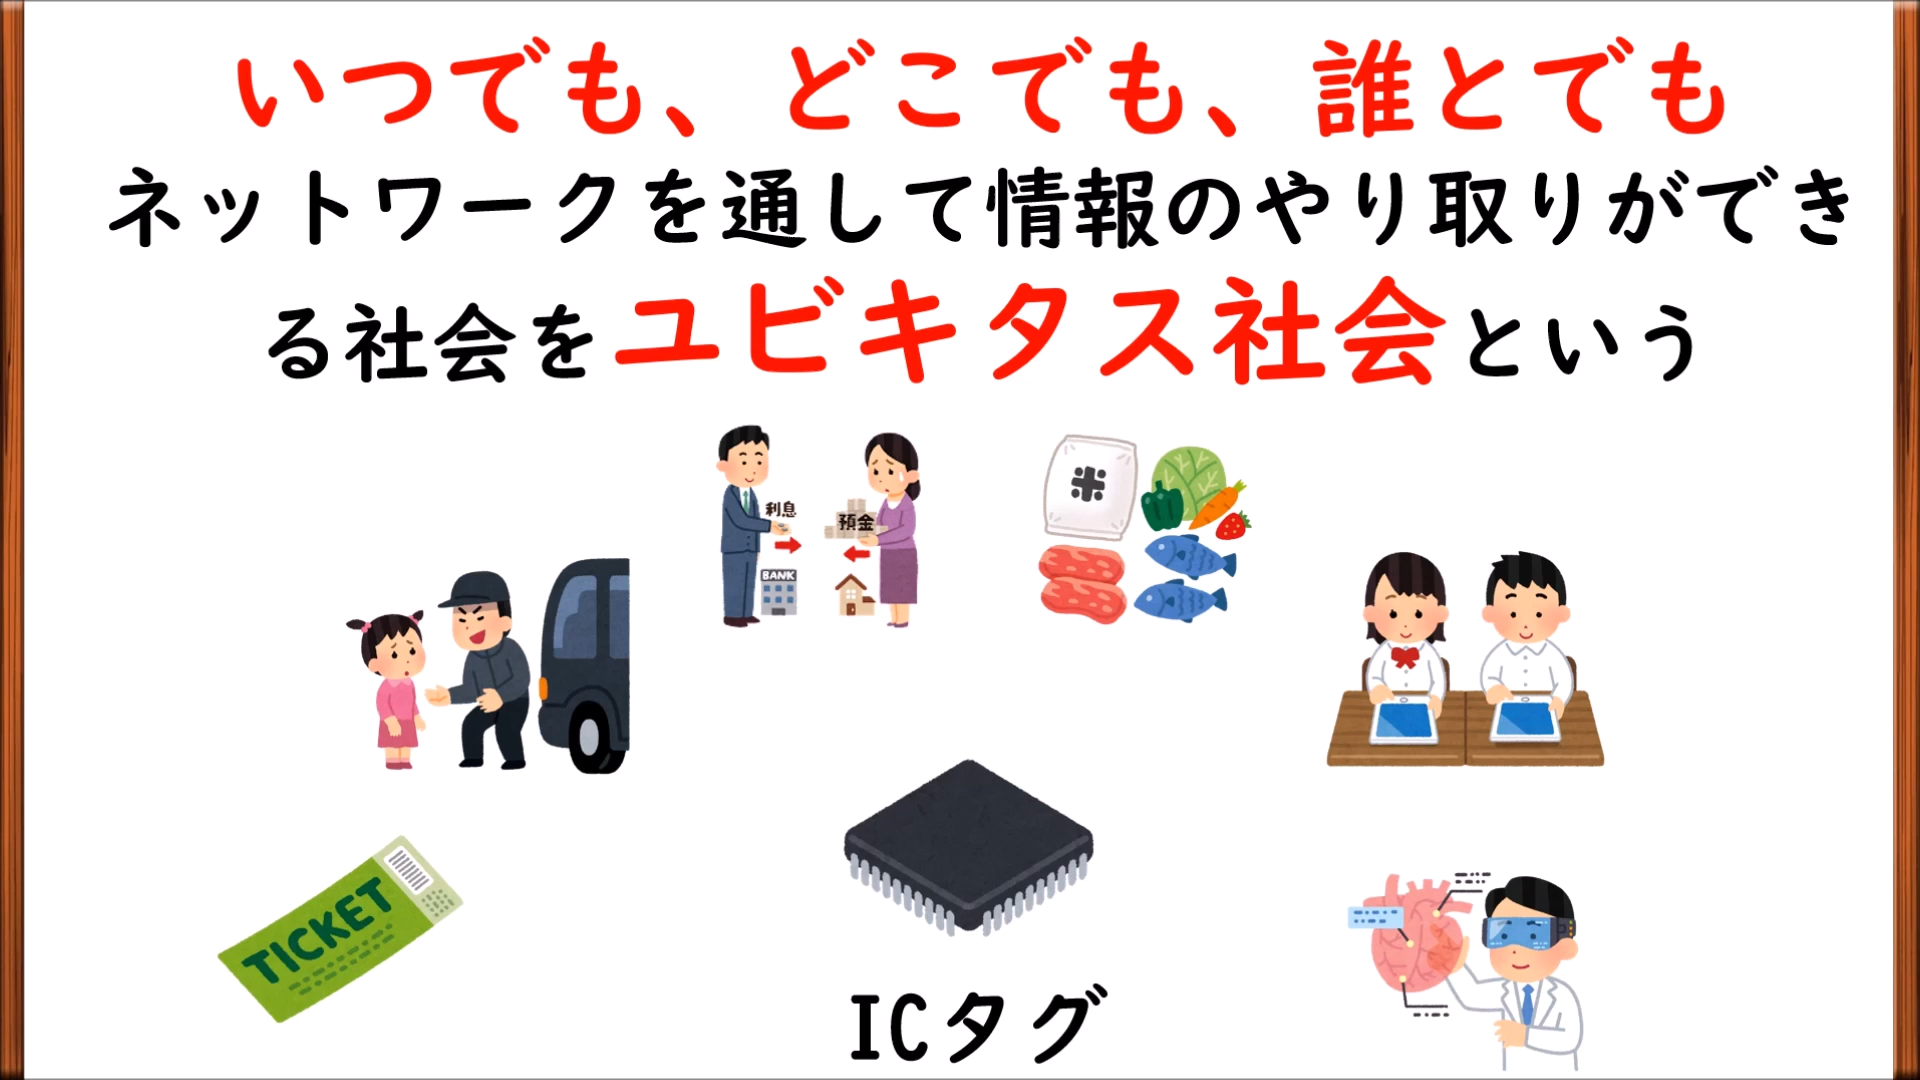 いつでも、どこでも、誰とでも
ネットワークを通して情報のやり取りができ
る社会をユビキタス社会という
利息
預金
BANK
米
TICKET
ICタグ